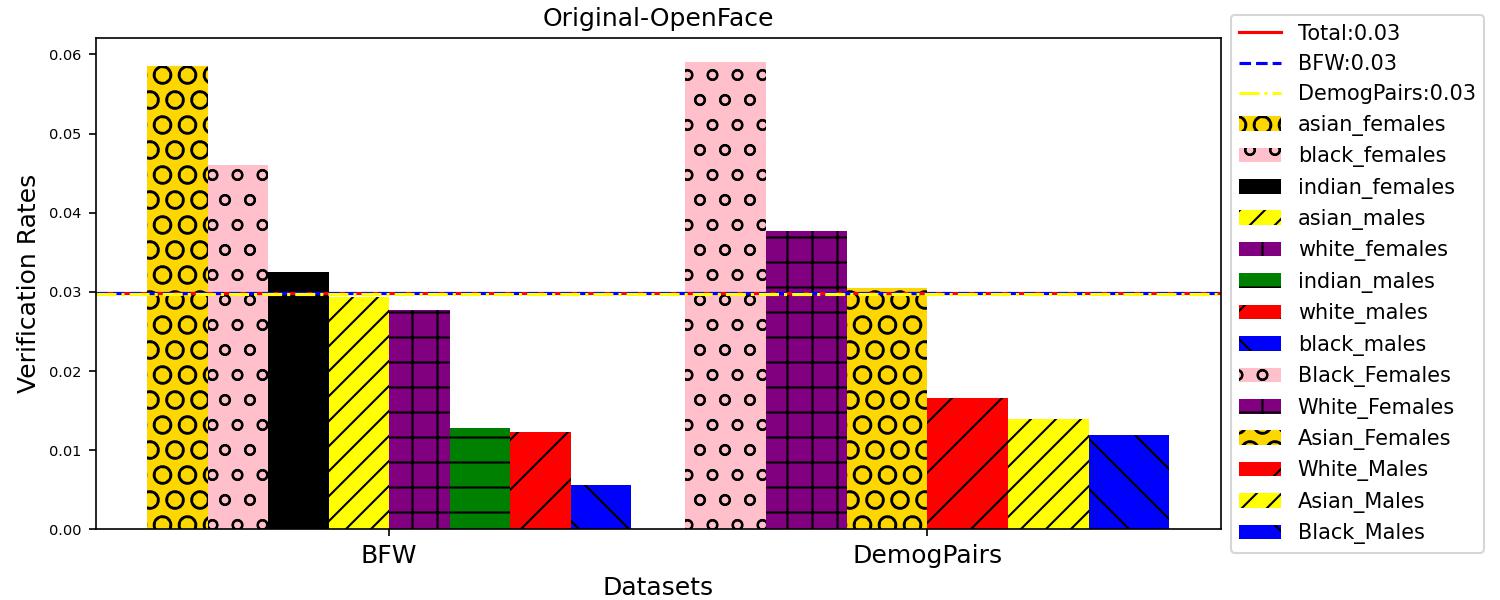 Original-OpenFace
Verification Rates
0.06
0.05
0.04
0.03
0.02
0.01
0.00
BFW
DemogPairs
Datasets
Total:0.03
BFW:0.03
DemogPairs:0.03
asian_females
black_females
indian_females
asian_males
white_females
indian_males
white_males
black_males
Black_Females
White_Females
Asian_Females
White_Males
Asian_Males
Black_Males